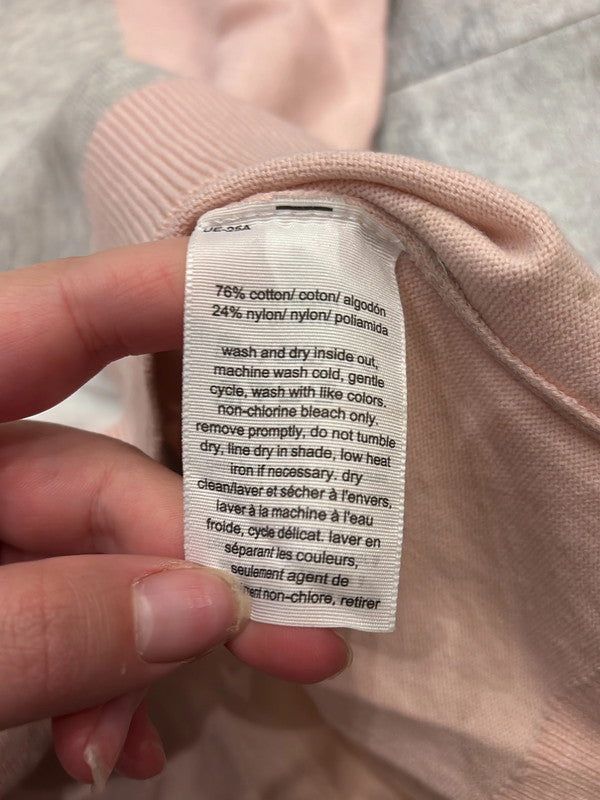 76% cotton/ coton/ algodón
24% nylon/ nylon/ poliamida
wash and dry inside out,
machine wash cold, gentle
cycle, wash with like colors.
non-chlorine bleach only.
remove promptly, do not tumble
dry, line dry in shade, low heat
iron if necessary. dry
clean/laver et sécher à l'envers,
laver à la machine à l'eau
froide, cycle délicat. laver en
séparant les couleurs,
seulement agent de
non-chlore, retirer